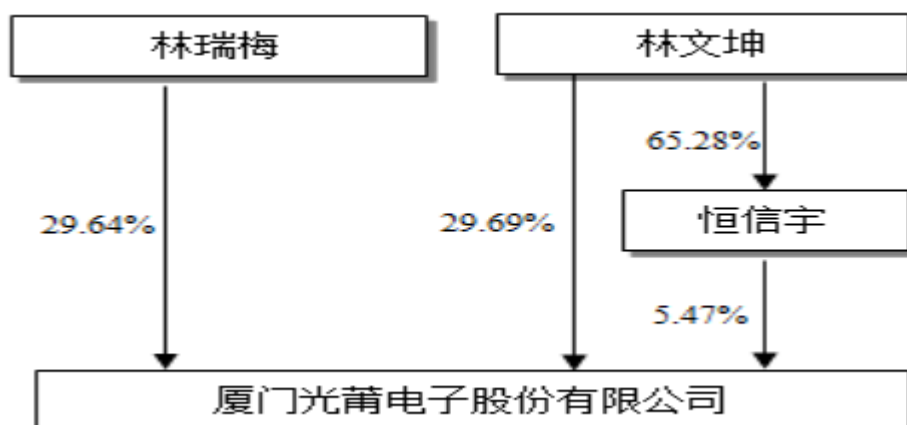 林瑞梅
林文坤
65.28%
29.64%
29.69%
恒信宇
5.47%
厦门光莆电子股份有限公司